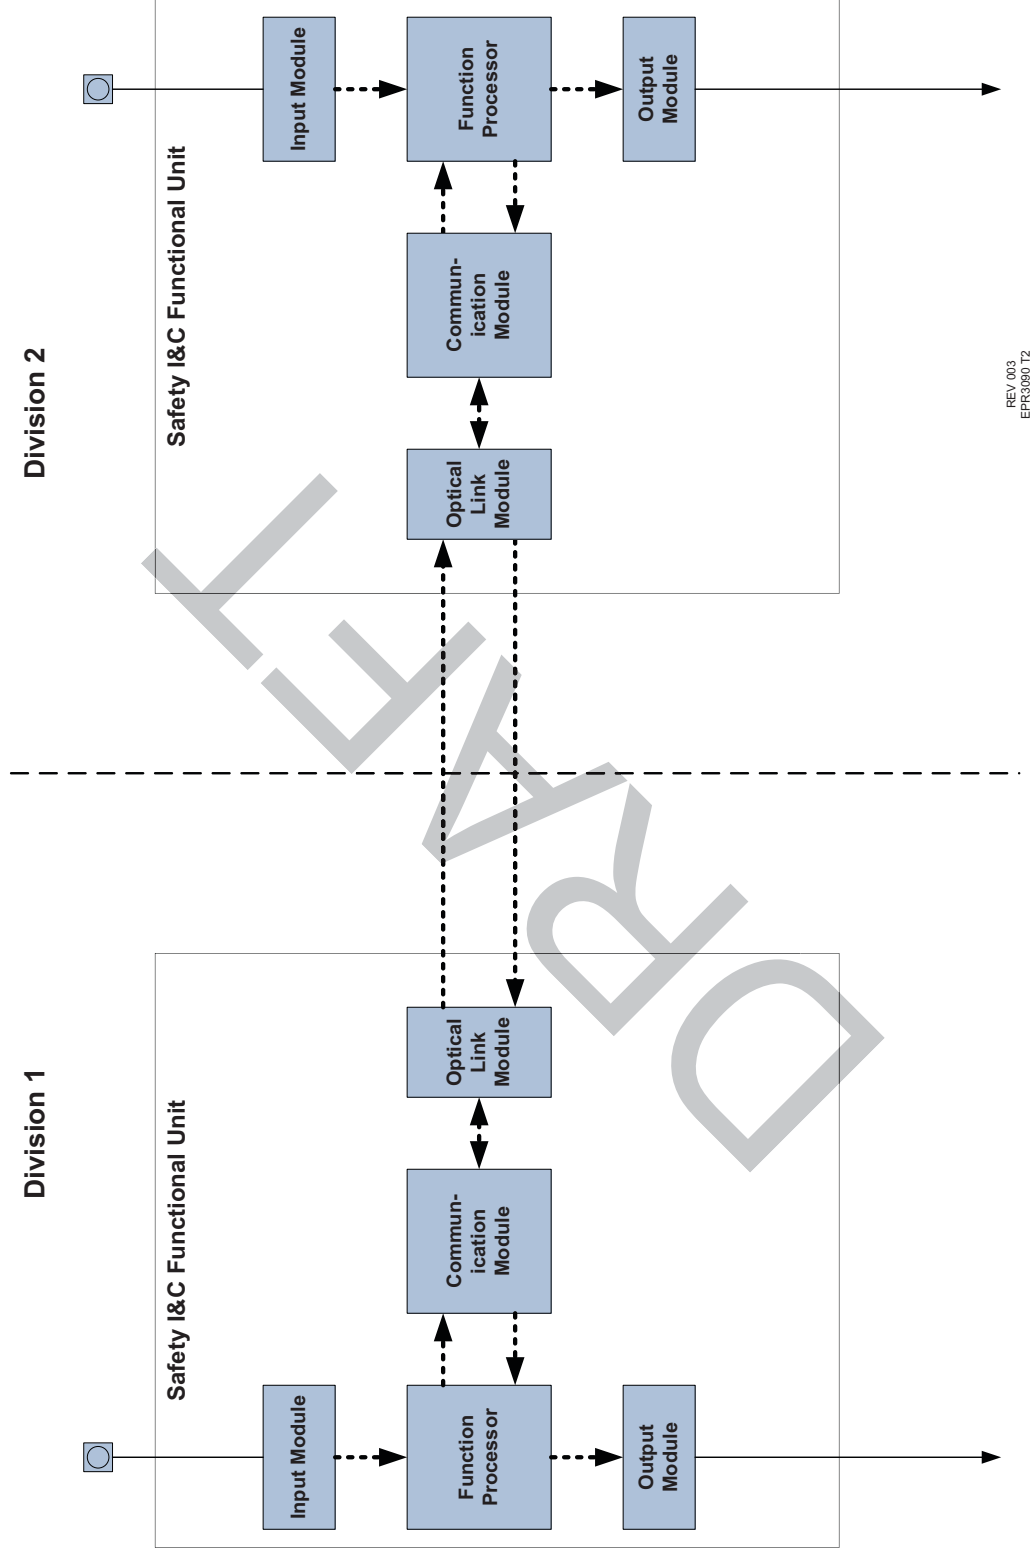 Division 1
Division 2
Safety I&C Functional Unit
Safety I&C Functional Unit
Input Module
Function
Processor
Output
Module
Commun-
ication
Module
Optical
Link
Module
Optical
Link
Module
Commun-
ication
Module
Input Module
Function
Processor
Output
Module
DRAFT
REV 003
EPR3090 T2